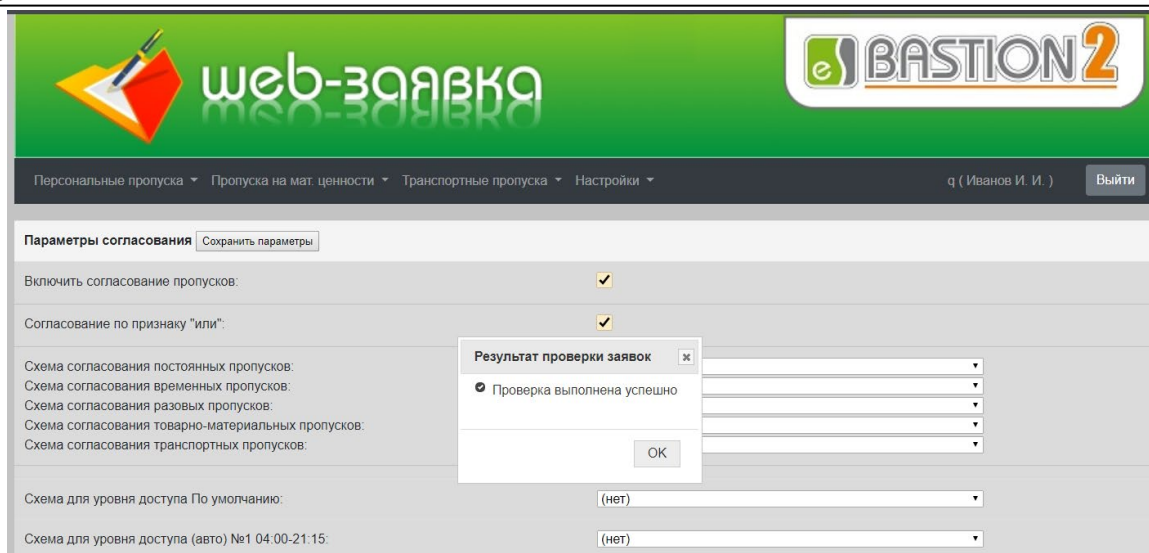 web-заявка
es BASTION 2
Персональные пропуска Пропуска на мат. ценности Транспортные пропуска Настройки q ( Иванов И. И. ) Выйти
Параметры согласования Сохранить параметры
Включить согласование пропусков:
Согласование по признаку "или":
Результат проверки заявок
Проверка выполнена успешно
OK
Схема согласования постоянных пропусков:
Схема согласования временных пропусков:
Схема согласования разовых пропусков:
Схема согласования товарно-материальных пропусков:
Схема согласования транспортных пропусков:
Схема для уровня доступа По умолчанию: (нет)
Схема для уровня доступа (авто) №1 04:00-21:15: (нет)